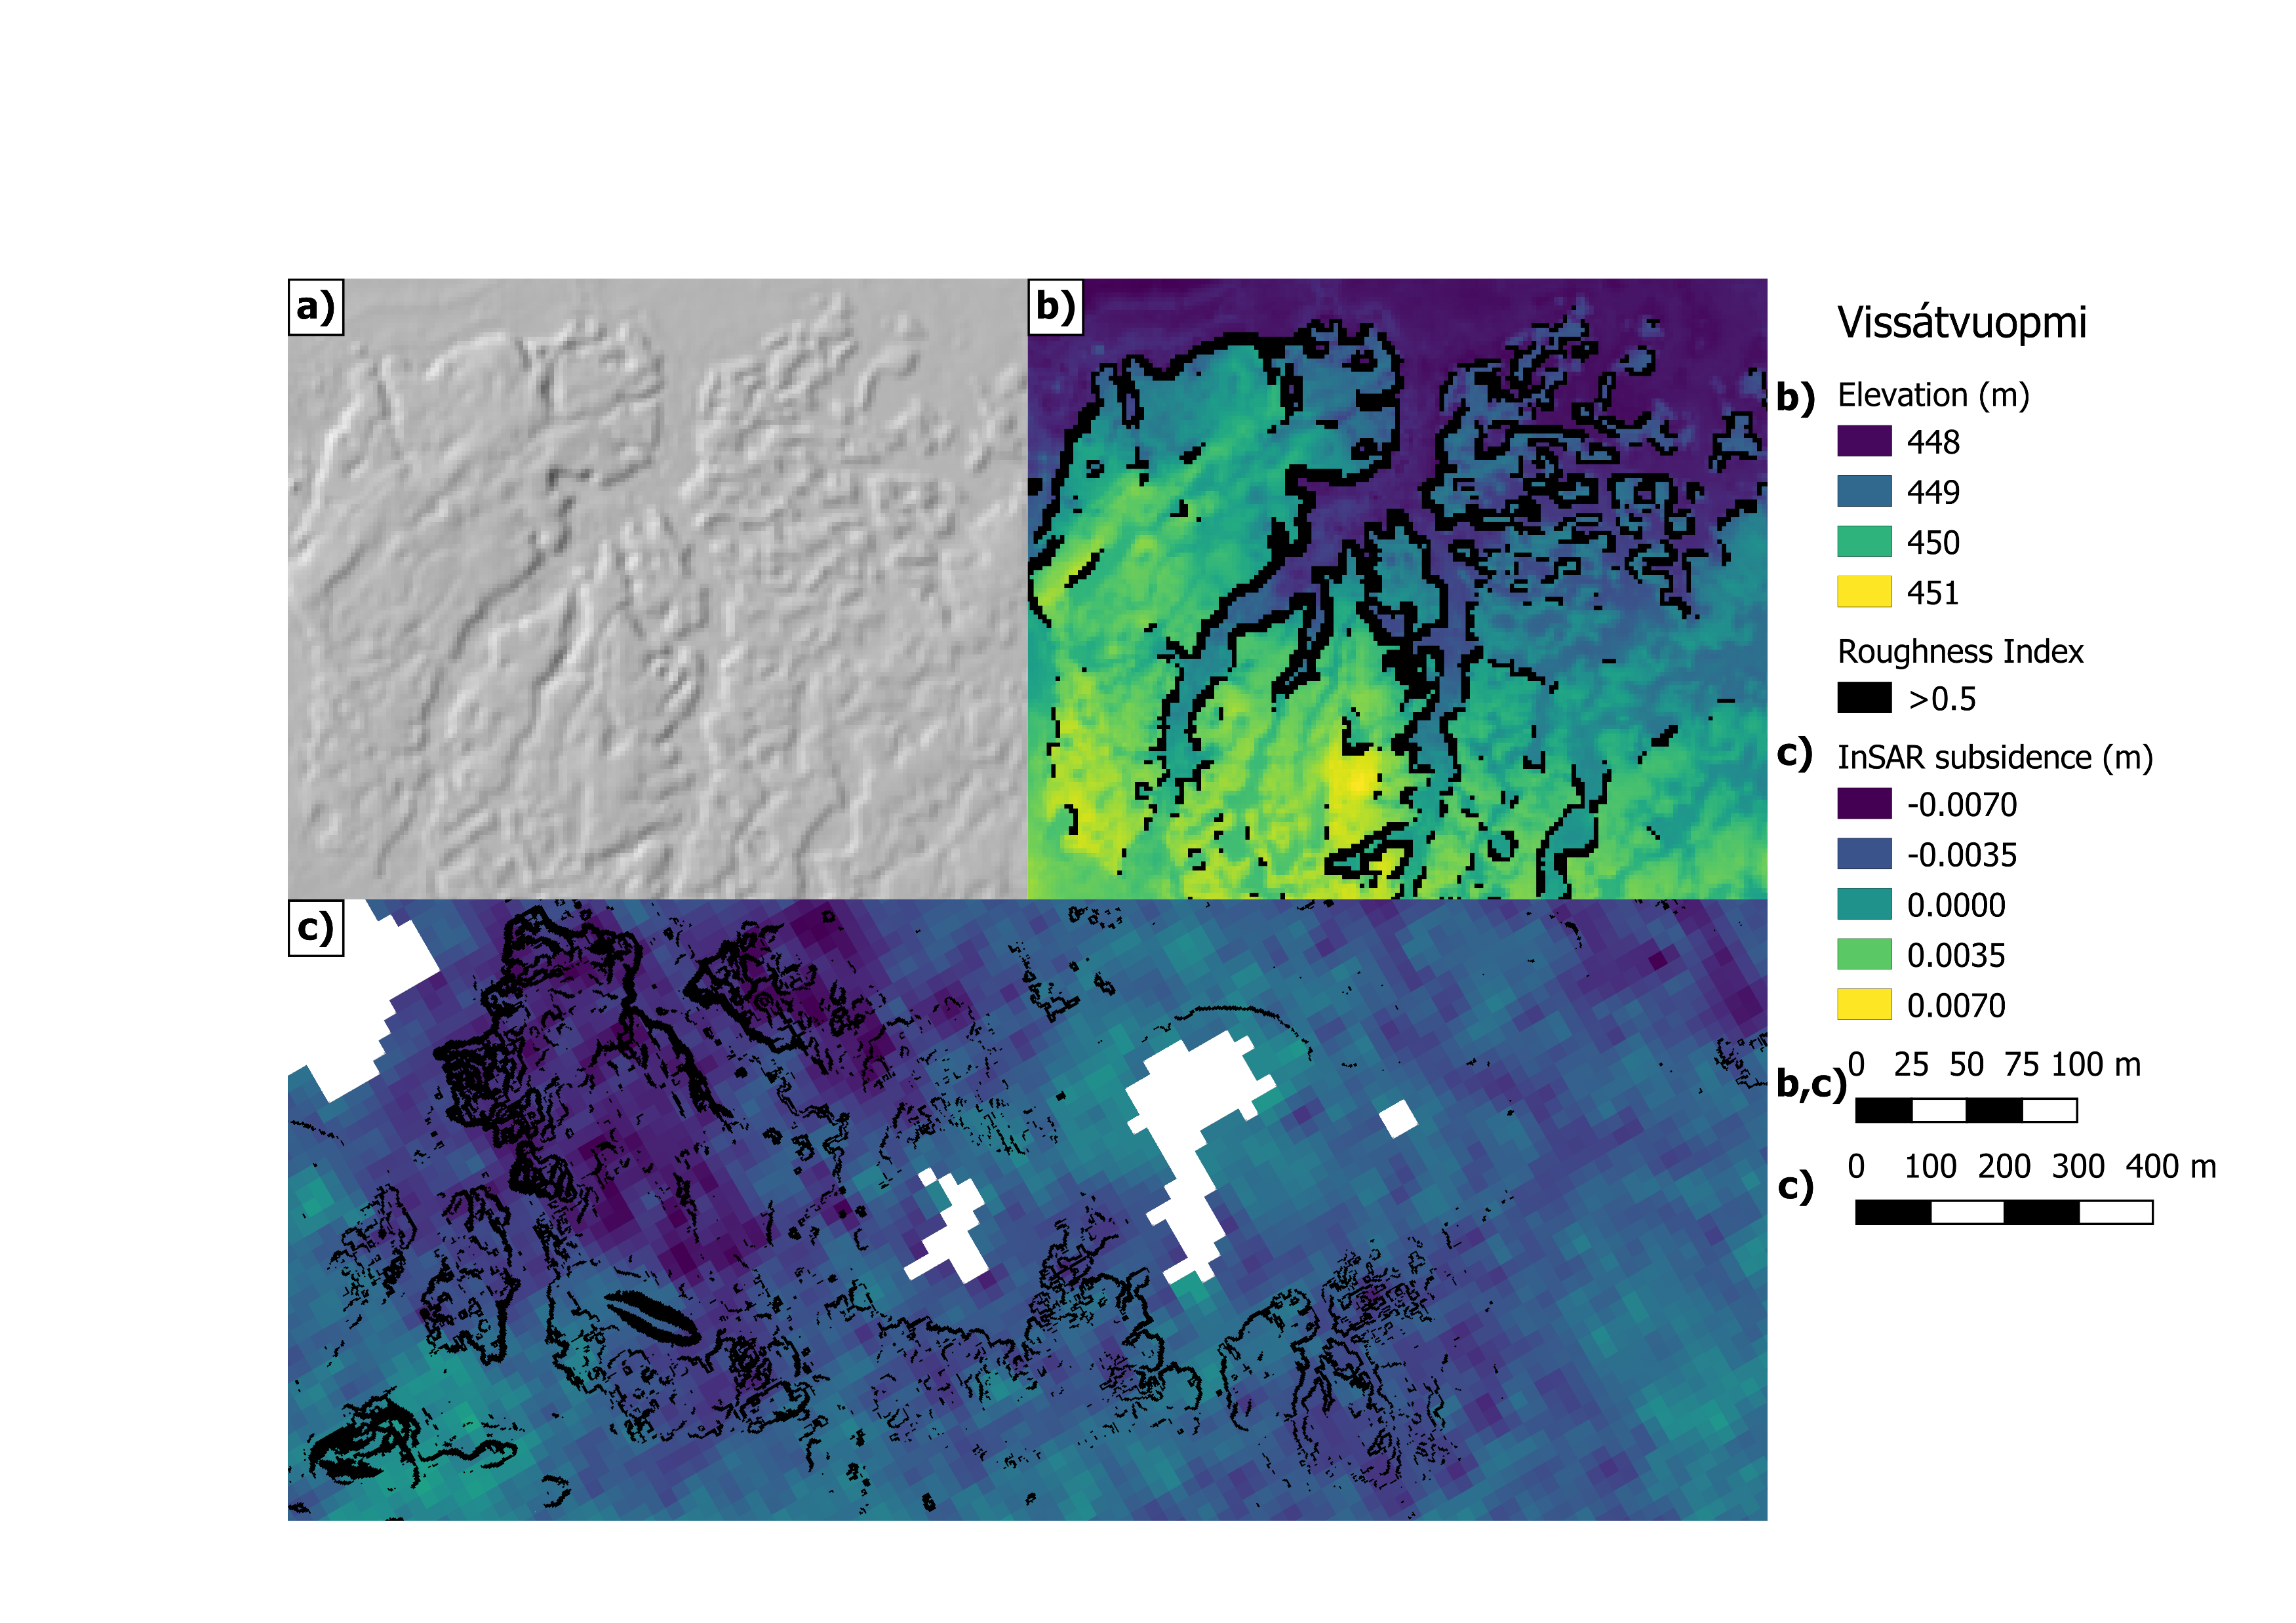 a)
b)
c)
Vissátvuopmi
b) Elevation (m)
448
449
450
451
Roughness Index
>0.5
c) InSAR subsidence (m)
-0.0070
-0.0035
0.0000
0.0035
0.0070
b,c) 0 25 50 75 100 m
c) 0 100 200 300 400 m